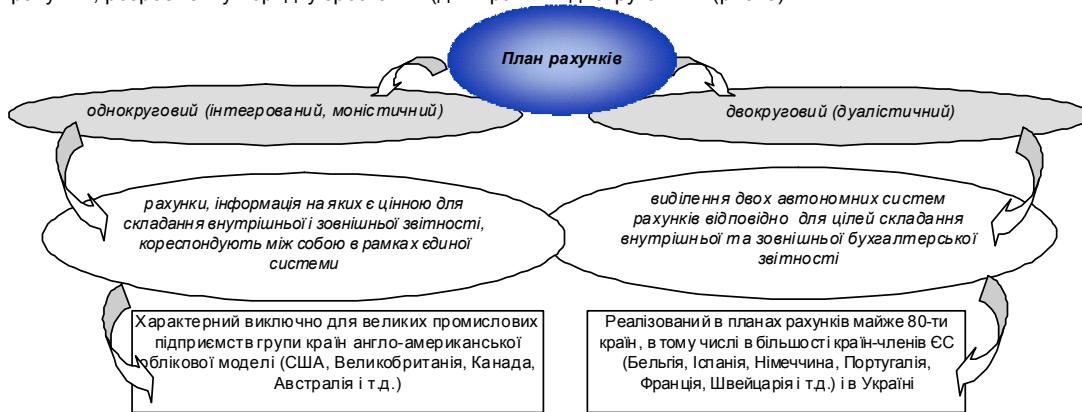 План рахунків
однокруговий (інтегрований, моністичний)
двокруговий (дуалістичний)
рахунки, інформація на яких є цінною для
складання внутрішньої і зовнішньої звітності,
кореспондують між собою в рамках єдиної
системи
виділення двох автономних систем
рахунків відповідно для цілей складання
внутрішньої та зовнішньої бухгалтерської
звітності
Характерний виключно для великих промислових
підприємств групи країн англо-американської
облікової моделі (США, Великобританія, Канада,
Австралія і т.д.)
Реалізований в планах рахунків майже 80-ти
країн, в тому числі в більшості країн-членів ЄС
(Бельгія, Іспанія, Німеччина, Португалія,
Франція, Швейцарія і т.д.) і в Україні